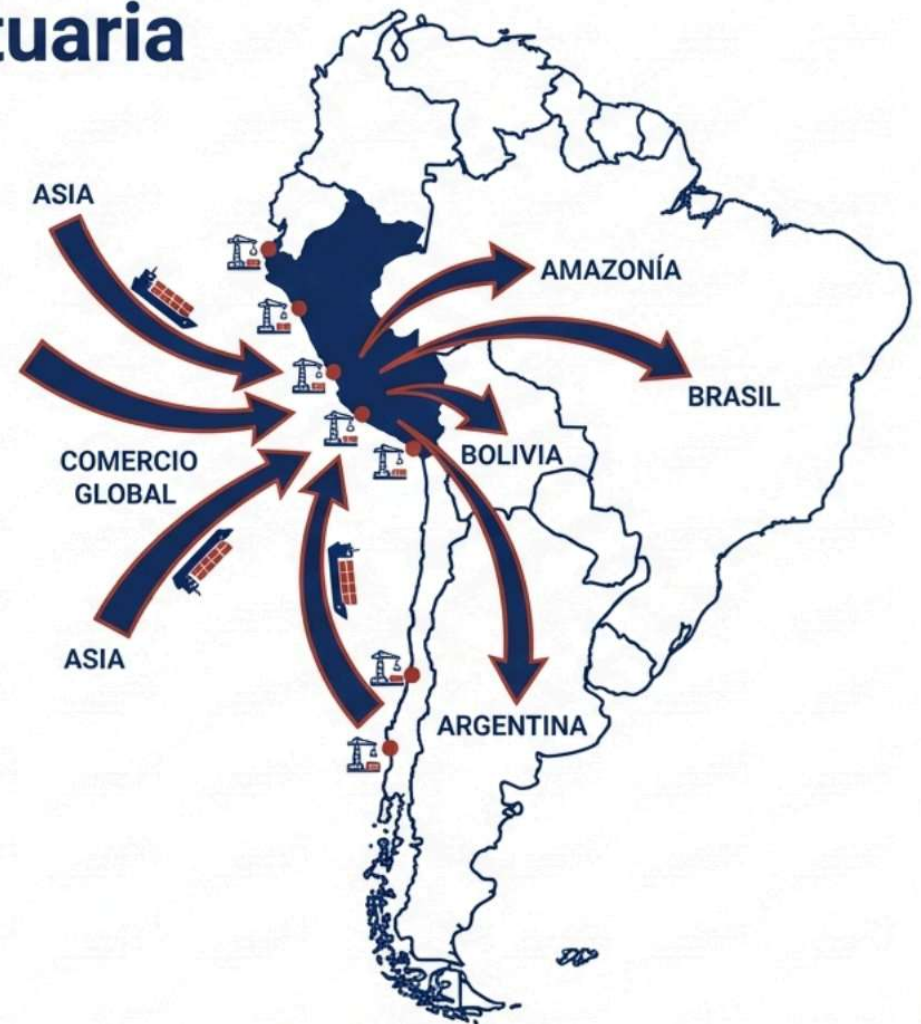 tuaria
ASIA
AMAZONÍA
BRASIL
COMERCIO
GLOBAL
BOLIVIA
ASIA
ARGENTINA